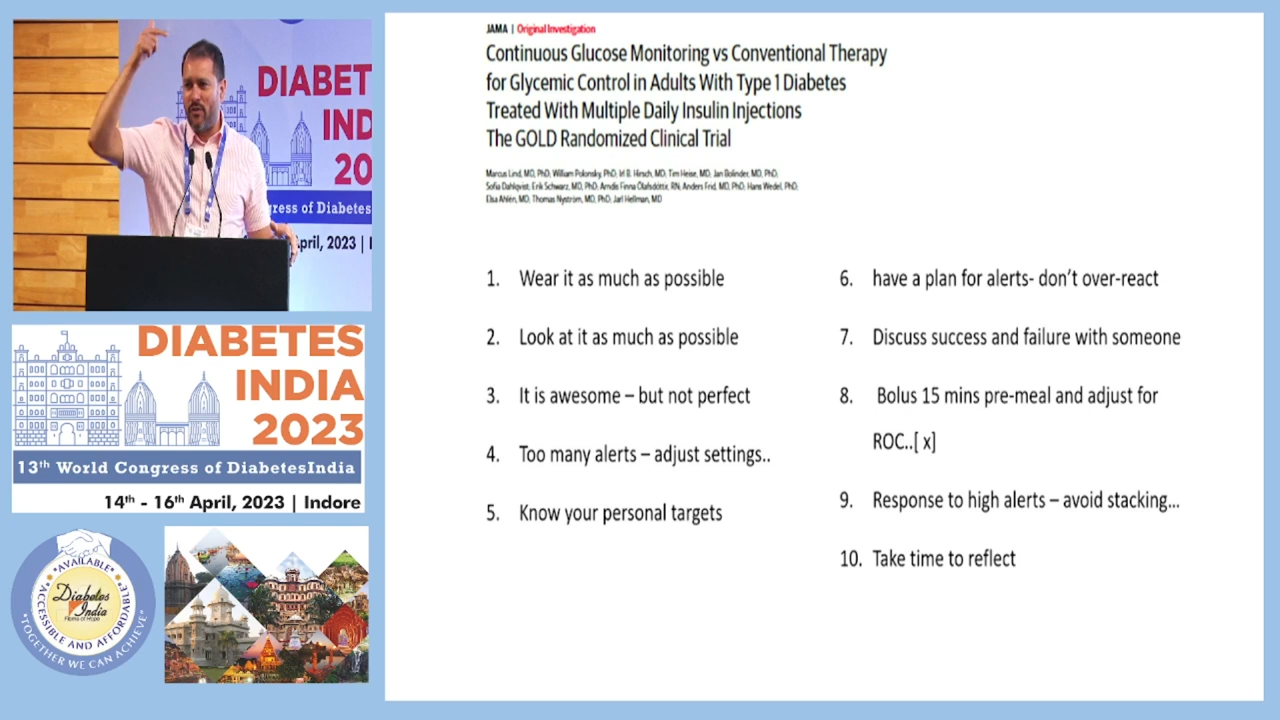 DIABET
IND
20
gress of Diabetes
April, 2023 | I
DIABETES
INDIA
2023
13th World Congress of DiabetesIndia
14th - 16th April, 2023 | Indore
"AVAILABLE"
ACCESSIBLE AND AFFORDABLE
Diabetes
India
"TOGETHER WE CAN ACHIEVE"
JAMA | Original Investigation
Continuous Glucose Monitoring vs Conventional Therapy
for Glycemic Control in Adults With Type 1 Diabetes
Treated With Multiple Daily Insulin Injections
The GOLD Randomized Clinical Trial
Marcus Lind, MD, PhD; William Polonsky, PhD; Irl B. Hirsch, MD; Tim Heise, MD; Jan Bolinder, MD, PhD;
Sofia Dahlqvist; Erik Schwarz, MD, PhD; Arndís Finna Ólafsdóttir, RN; Anders Frid, MD, PhD; Hans Wedel, PhD;
Elsa Ahlén, MD; Thomas Nyström, MD, PhD; Jarl Hellman, MD
1. Wear it as much as possible
2. Look at it as much as possible
3. It is awesome – but not perfect
4. Too many alerts – adjust settings..
5. Know your personal targets
6. have a plan for alerts- don't over-react
7. Discuss success and failure with someone
8. Bolus 15 mins pre-meal and adjust for
ROC..[ x]
9. Response to high alerts – avoid stacking...
10. Take time to reflect